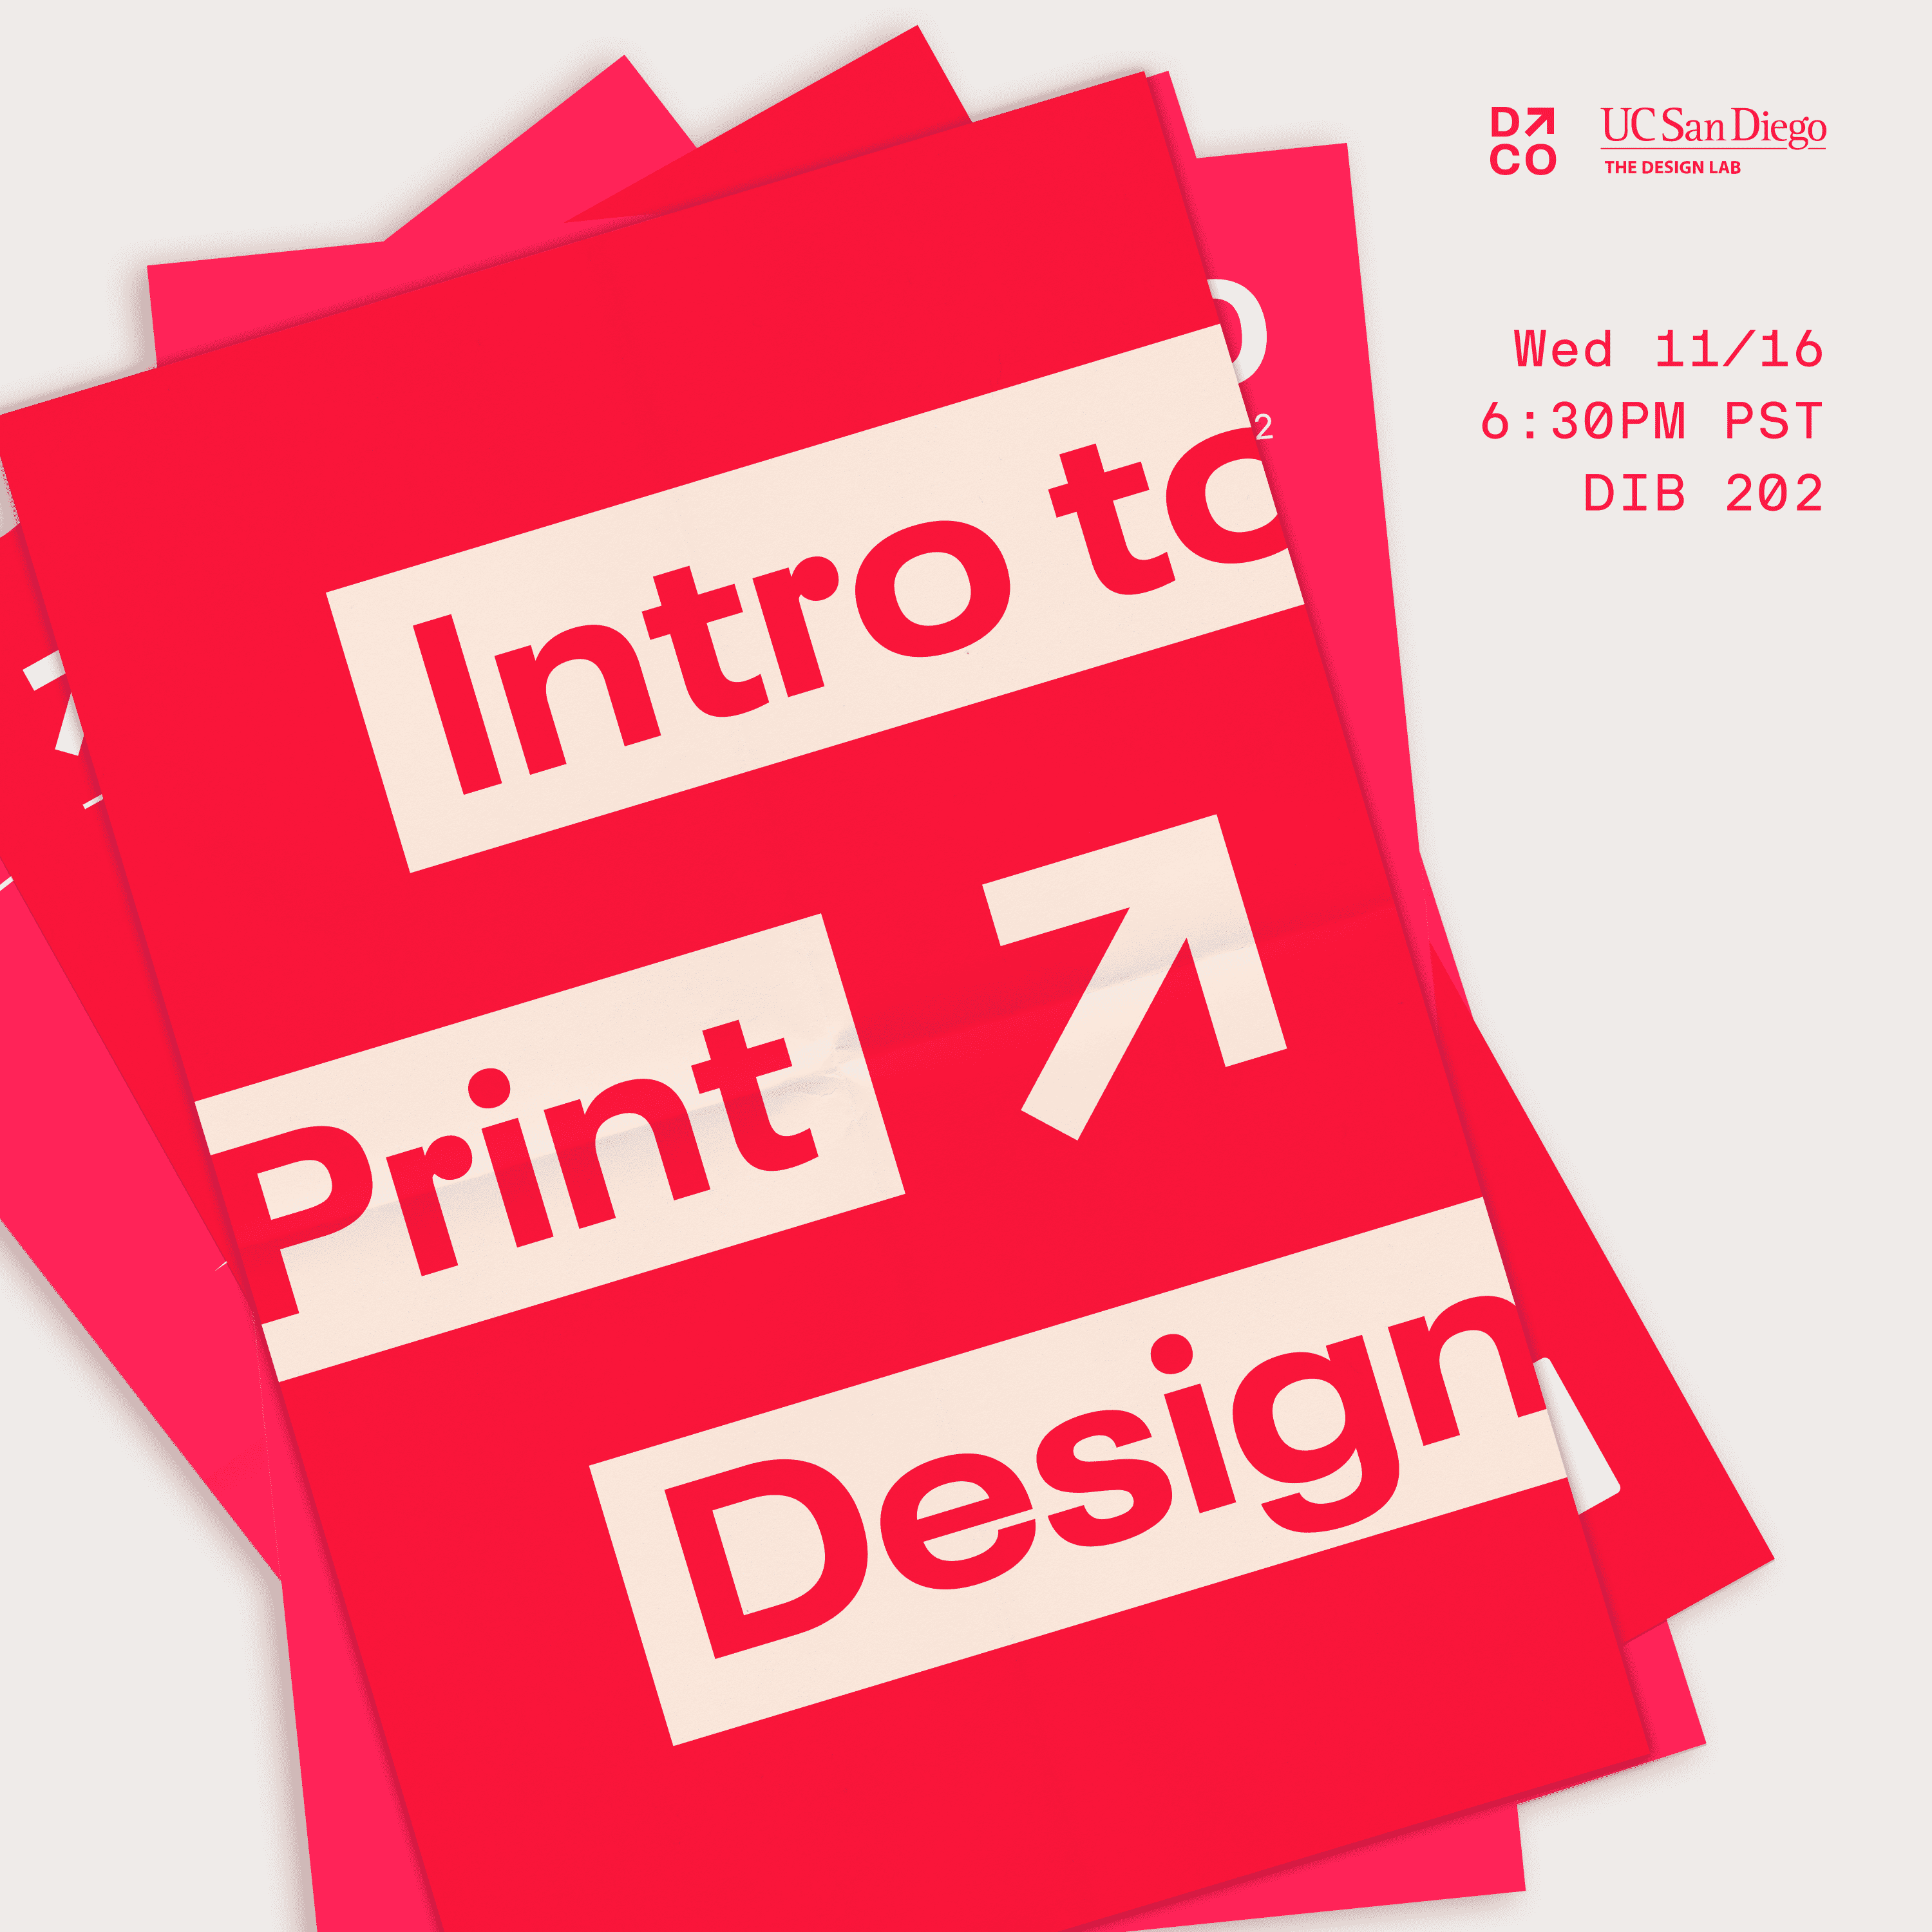 D↗
CO
UC San Diego
THE DESIGN LAB
Wed 11/16
6:30PM PST
DIB 202
2
Intro to
Print ↗
Design